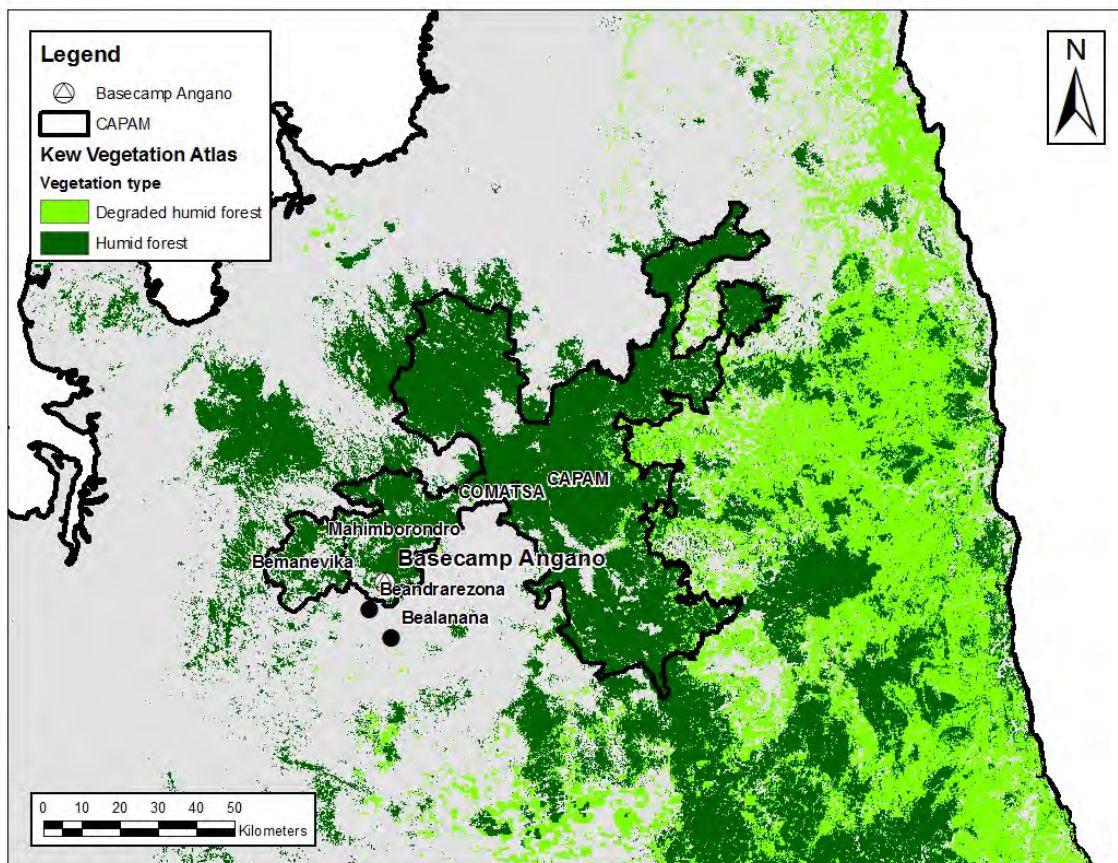 Legend
Basecamp Angano
CAPAM
Kew Vegetation Atlas
Vegetation type
Degraded humid forest
Humid forest
N
CAPAM
COMATSA
Mahimborondro
Bemanevika
Basecamp Angano
Beandrarezona
Bealanana
0 10 20 30 40 50
Kilometers